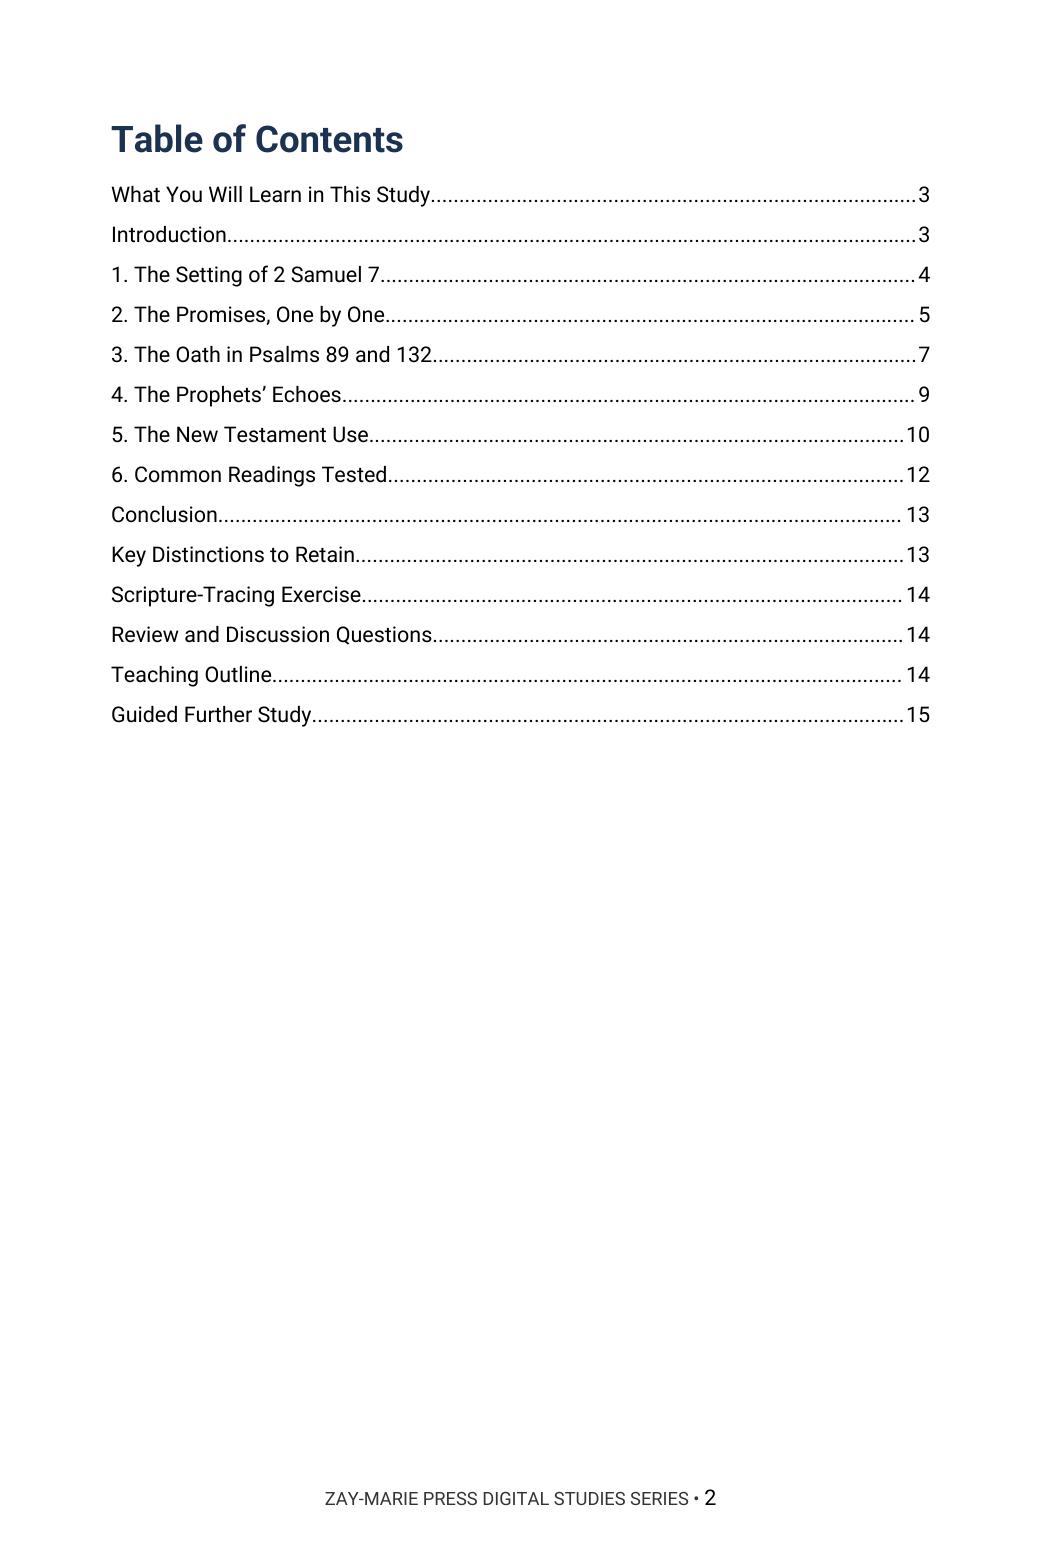 Table of Contents
What You Will Learn in This Study....................................................................................3
Introduction........................................................................................................................3
1. The Setting of 2 Samuel 7.............................................................................................4
2. The Promises, One by One............................................................................................5
3. The Oath in Psalms 89 and 132....................................................................................7
4. The Prophets’ Echoes....................................................................................................9
5. The New Testament Use.............................................................................................10
6. Common Readings Tested..........................................................................................12
Conclusion.......................................................................................................................13
Key Distinctions to Retain...............................................................................................13
Scripture-Tracing Exercise..............................................................................................14
Review and Discussion Questions..................................................................................14
Teaching Outline..............................................................................................................14
Guided Further Study.......................................................................................................15
ZAY-MARIE PRESS DIGITAL STUDIES SERIES • 2